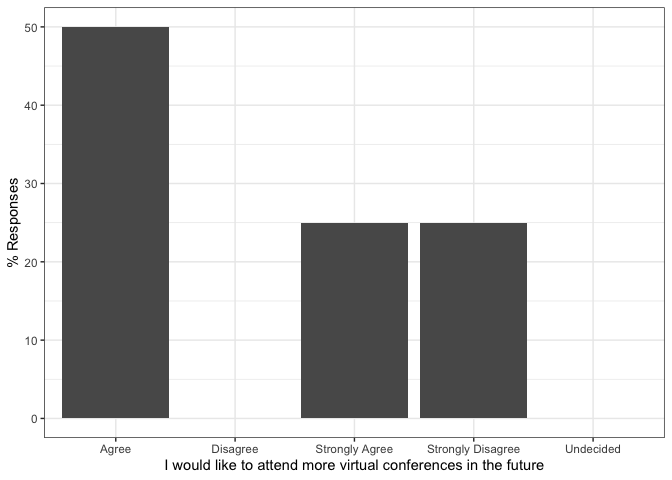 50
40
30
20
10
0
% Responses
Agree Disagree Strongly Agree Strongly Disagree Undecided
I would like to attend more virtual conferences in the future